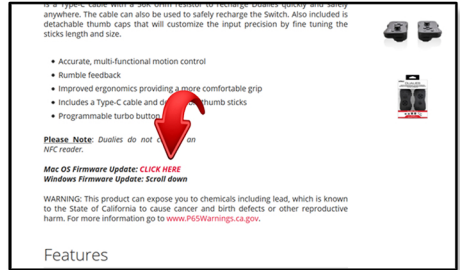 is a Type-C cable with a 56K Ohm resistor to recharge Dualies quickly and safely
anywhere. The cable can also be used to safely recharge the Switch. Also included is
detachable thumb caps that will customize the input precision by fine tuning the
sticks length and size.
Accurate, multi-functional motion control
Rumble feedback
Improved ergonomics providing a more comfortable grip
Includes a Type-C cable and thumb sticks
Programmable turbo button
Please Note: Dualies do not an
NFC reader.
Mac OS Firmware Update: CLICK HERE
Windows Firmware Update: Scroll down
WARNING: This product can expose you to chemicals including lead, which is known
to the State of California to cause cancer and birth defects or other reproductive
harm. For more information go to www.P65Warnings.ca.gov.
Features